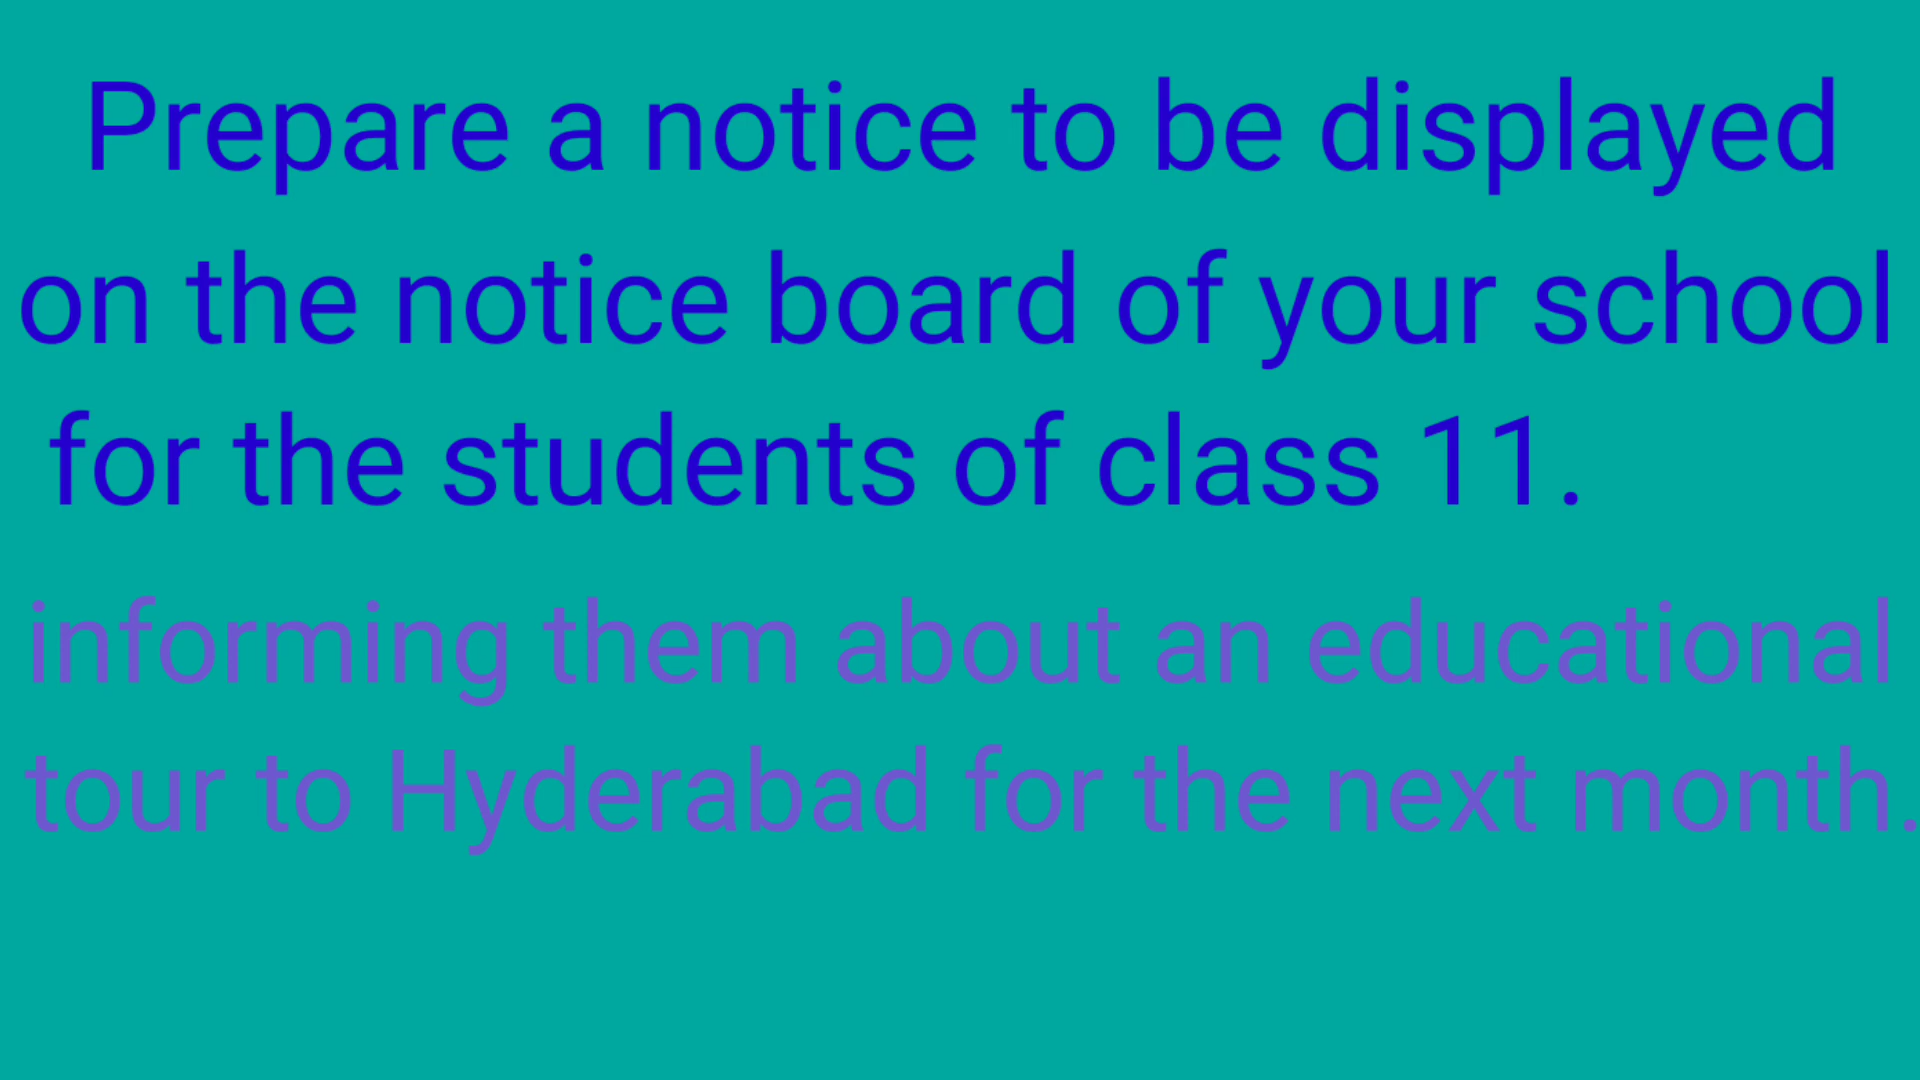 Prepare a notice to be displayed
on the notice board of your school
for the students of class 11.
informing them about an educational
tour to Hyderabad for the next month.